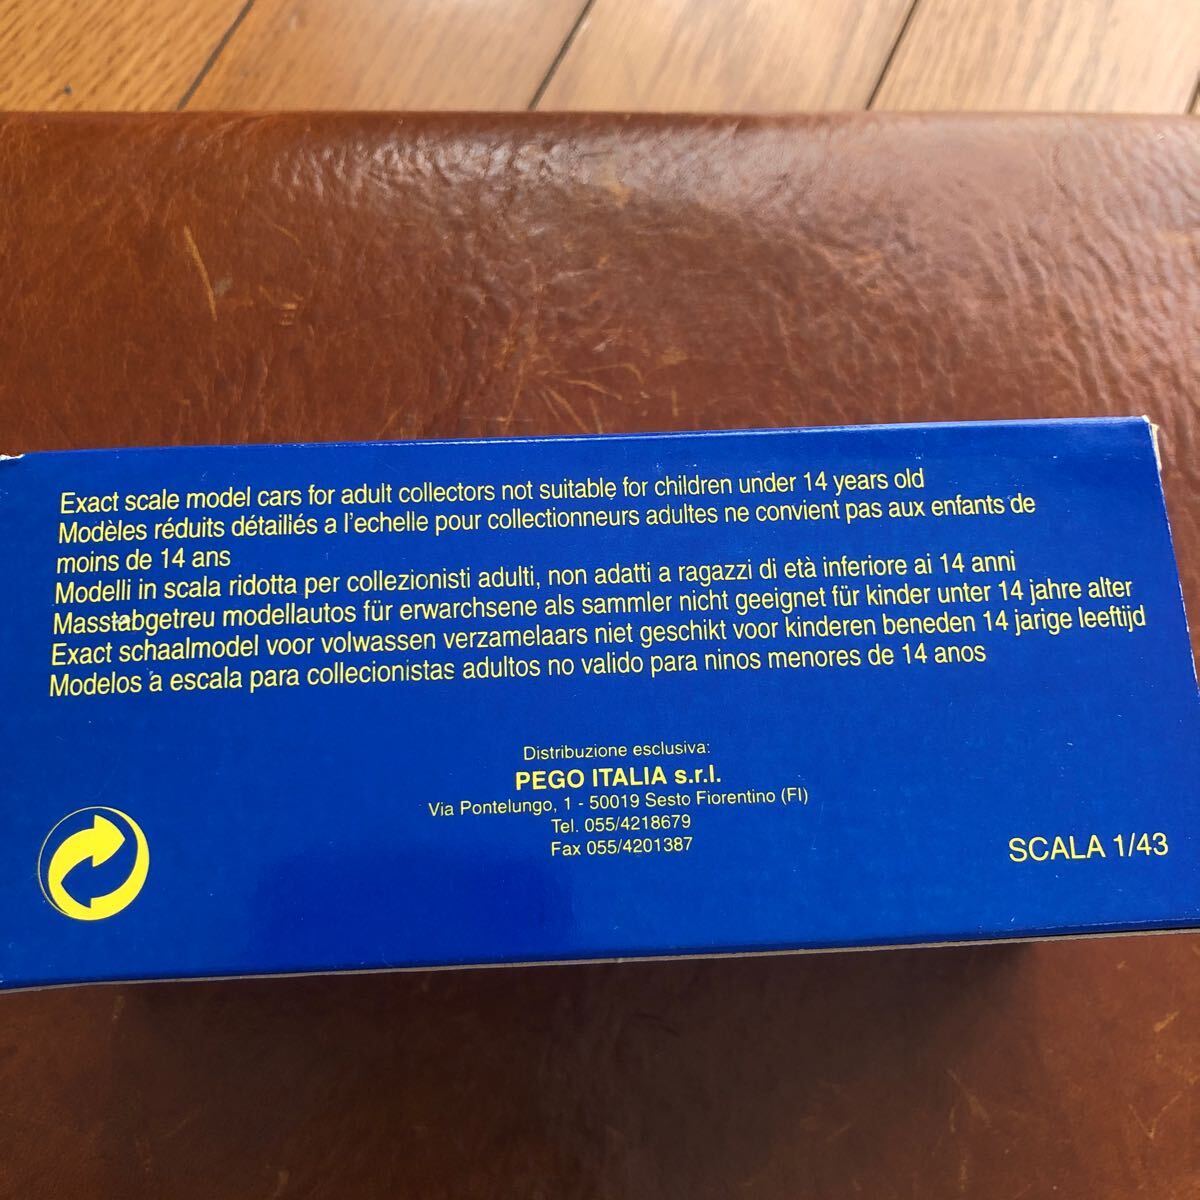 Exact scale model cars for adult collectors not suitable for children under 14 years old
Modèles réduits détailiés a l'echelle pour collectionneurs adultes ne convient pas aux enfants de
moins de 14 ans
Modelli in scala ridotta per collezionisti adulti, non adatti a ragazzi di età inferiore ai 14 anni
Masstabgetreu modellautos für erwarchsene als sammler nicht geeignet für kinder unter 14 jahre alter
Exact schaalmodel voor volwassen verzamelaars niet geschikt voor kinderen beneden 14 jarige leeftijd
Modelos a escala para collecionistas adultos no valido para ninos menores de 14 anos
Distribuzione esclusiva:
PEGO ITALIA s.r.l.
Via Pontelungo, 1 - 50019 Sesto Fiorentino (FI)
Tel. 055/4218679
Fax 055/4201387
SCALA 1/43